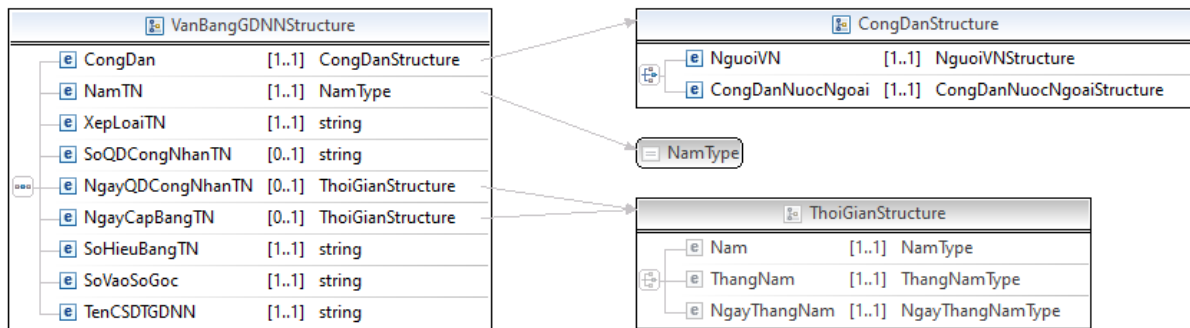 VanBangGDNNStructure
CongDan [1..1] CongDanStructure
NamTN [1..1] NamType
XepLoaiTN [1..1] string
SoQDCongNhanTN [0..1] string
NgayQDCongNhanTN [0..1] ThoiGianStructure
NgayCapBangTN [0..1] ThoiGianStructure
SoHieuBangTN [1..1] string
SoVaoSoGoc [1..1] string
TenCSDTGDNN [1..1] string
CongDanStructure
NguoiVN [1..1] NguoiVNStructure
CongDanNuocNgoai [1..1] CongDanNuocNgoaiStructure
NamType
ThoiGianStructure
Nam [1..1] NamType
ThangNam [1..1] ThangNamType
NgayThangNam [1..1] NgayThangNamType